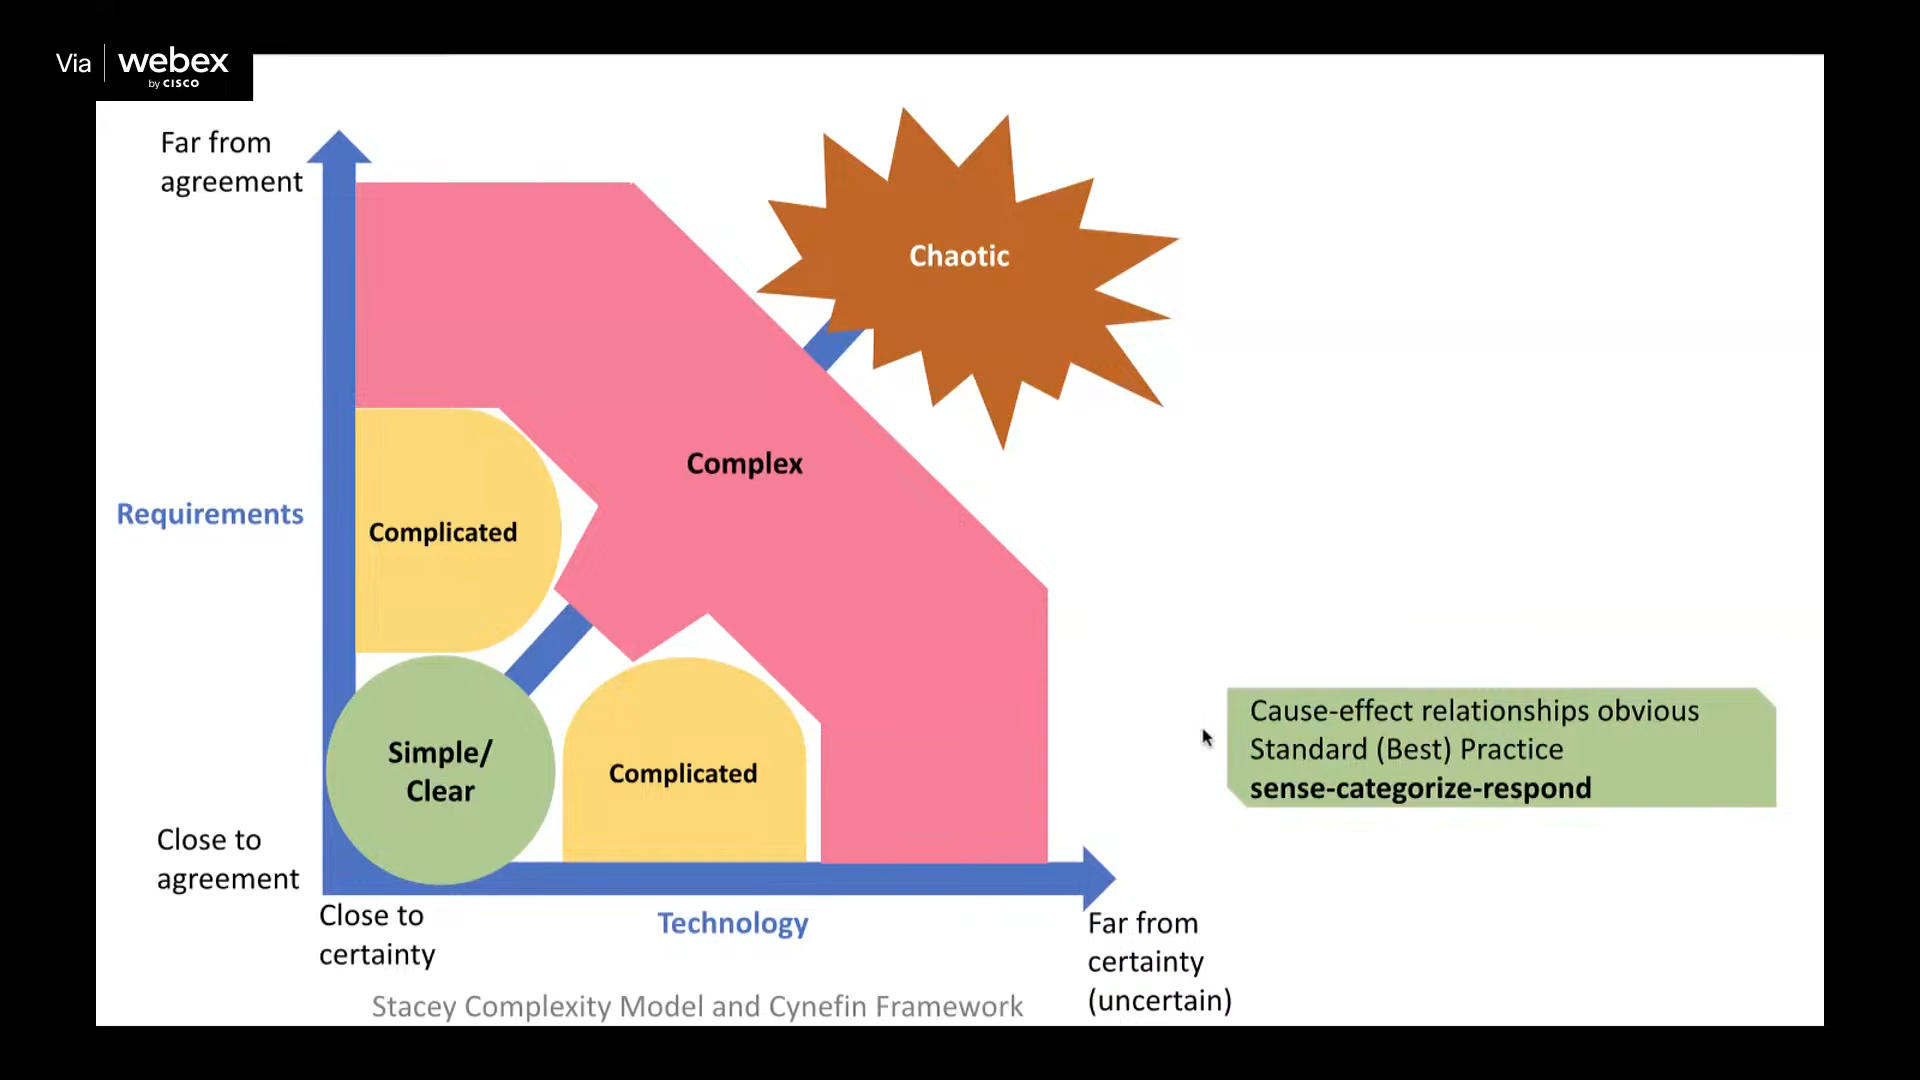 Via webex
by CISCO
Far from
agreement
Chaotic
Complex
Requirements
Complicated
Simple/
Clear
Complicated
Cause-effect relationships obvious
Standard (Best) Practice
sense-categorize-respond
Close to
agreement
Close to
certainty
Technology
Far from
certainty
(uncertain)
Stacey Complexity Model and Cynefin Framework